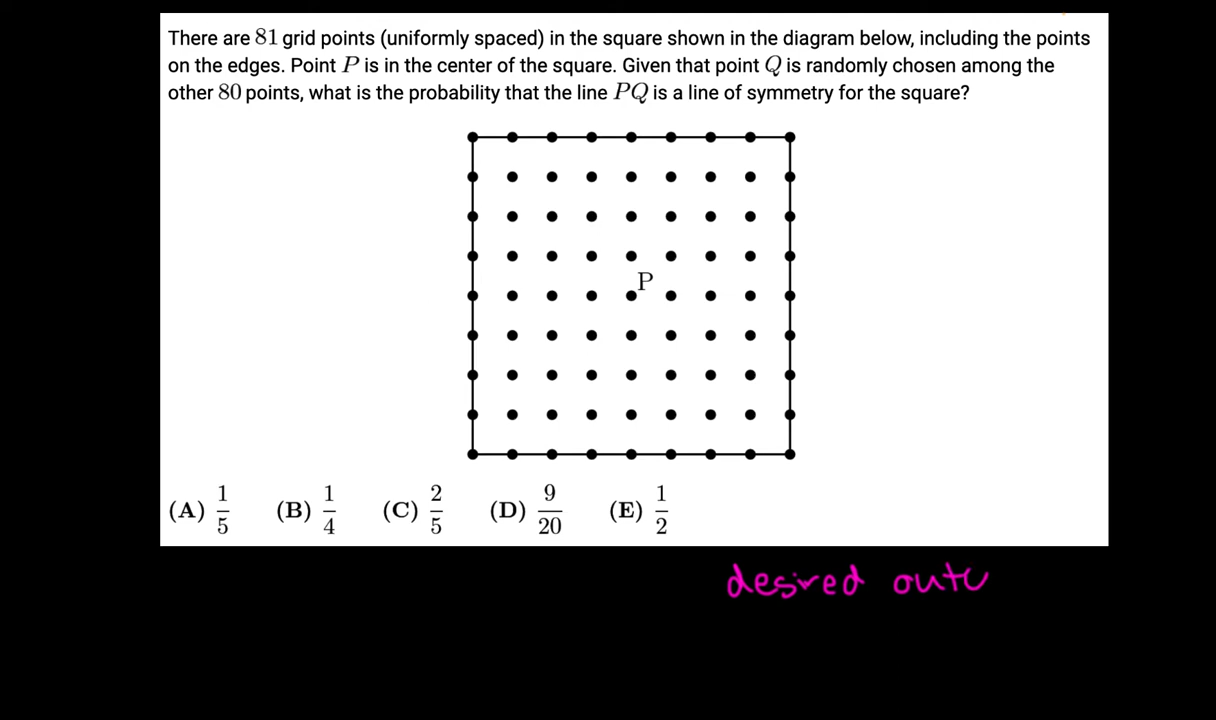 There are 81 grid points (uniformly spaced) in the square shown in the diagram below, including the points
on the edges. Point P is in the center of the square. Given that point Q is randomly chosen among the
other 80 points, what is the probability that the line PQ is a line of symmetry for the square?
P
(A) 1/5 (B) 1/4 (C) 2/5 (D) 9/20 (E) 1/2
desired outc